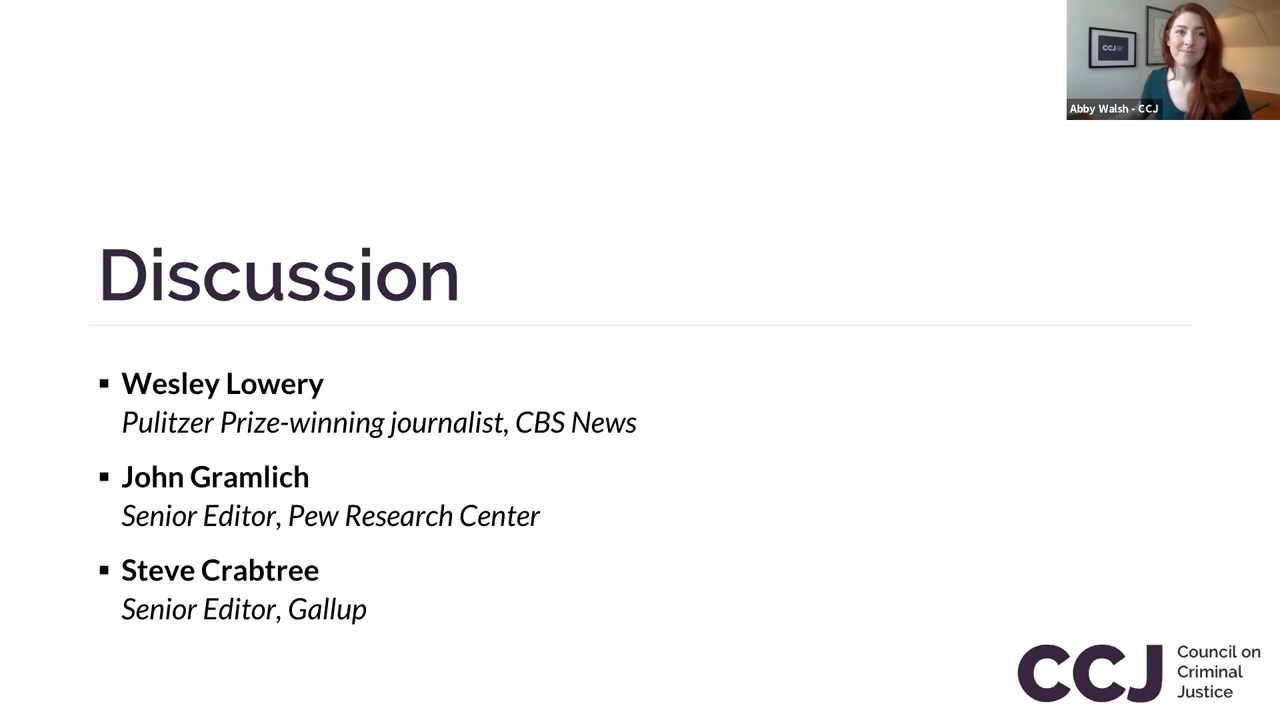 CCJ
Abby Walsh - CCJ
Discussion
▪ Wesley Lowery
Pulitzer Prize-winning journalist, CBS News
▪ John Gramlich
Senior Editor, Pew Research Center
▪ Steve Crabtree
Senior Editor, Gallup
CCJ
Council on
Criminal
Justice